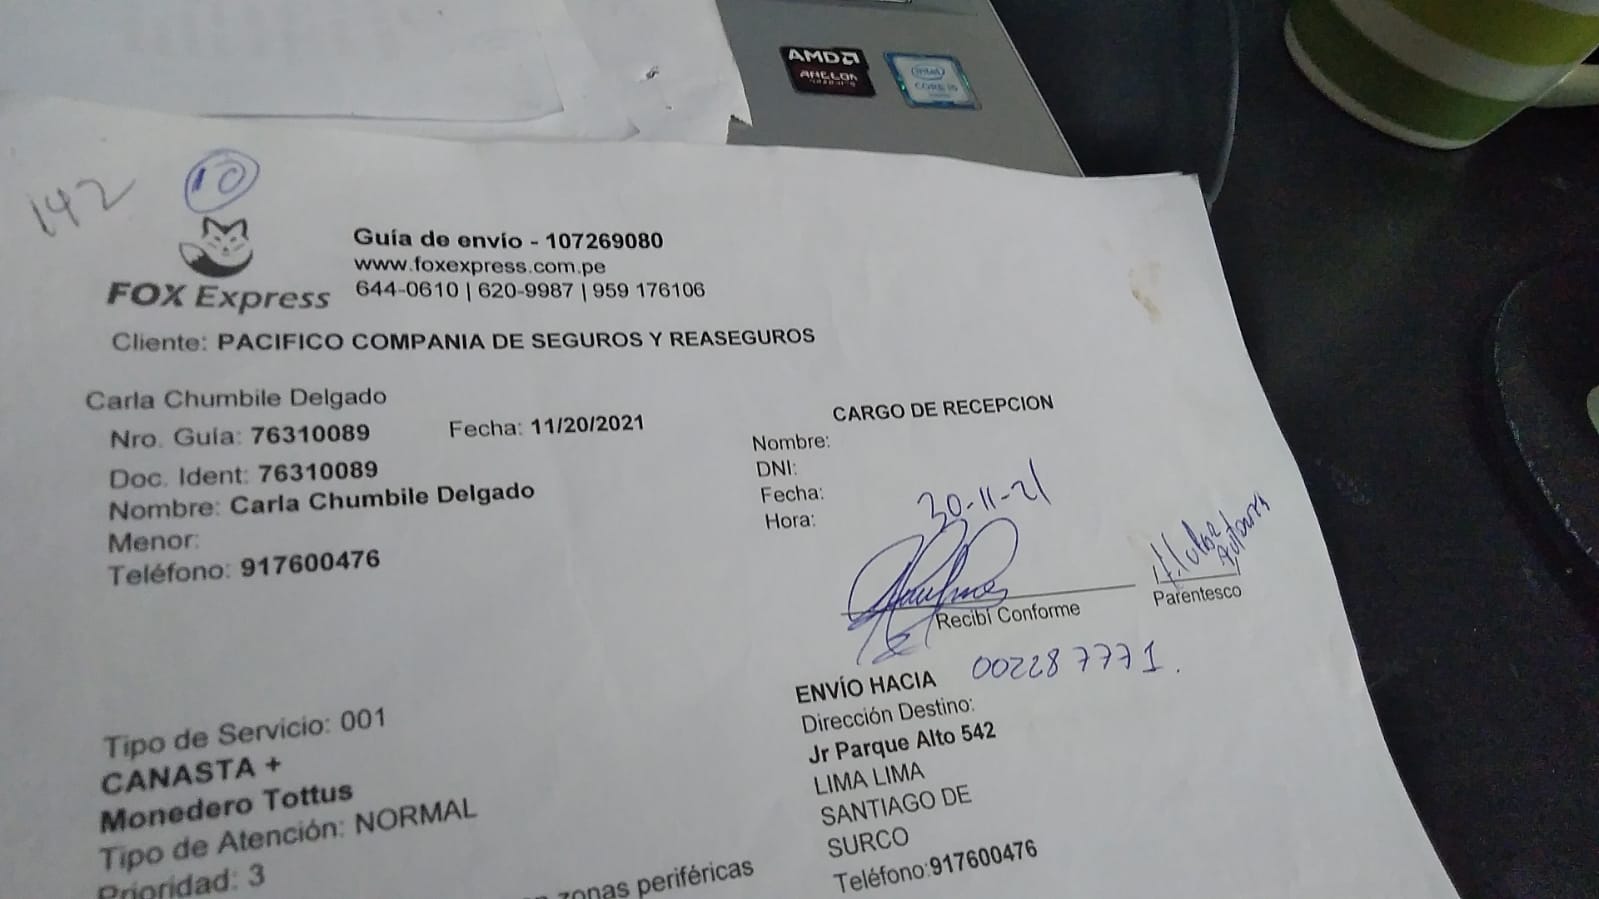 AMD
intel
CORE i5
142
10
FOX Express
Guía de envío - 107269080
www.foxexpress.com.pe
644-0610 | 620-9987 | 959 176106
Cliente: PACIFICO COMPANIA DE SEGUROS Y REASEGUROS
Carla Chumbile Delgado
Nro. Guía: 76310089 Fecha: 11/20/2021
Doc. Ident: 76310089
Nombre: Carla Chumbile Delgado
Menor:
Teléfono: 917600476
CARGO DE RECEPCION
Nombre:
DNI:
Fecha:
Hora:
30-11-21
Recibí Conforme
Parentesco
002287771.
ENVÍO HACIA
Dirección Destino:
Jr Parque Alto 542
LIMA LIMA
SANTIAGO DE
SURCO
Teléfono:917600476
Tipo de Servicio: 001
CANASTA +
Monedero Tottus
Tipo de Atención: NORMAL
Prioridad: 3
zonas periféricas